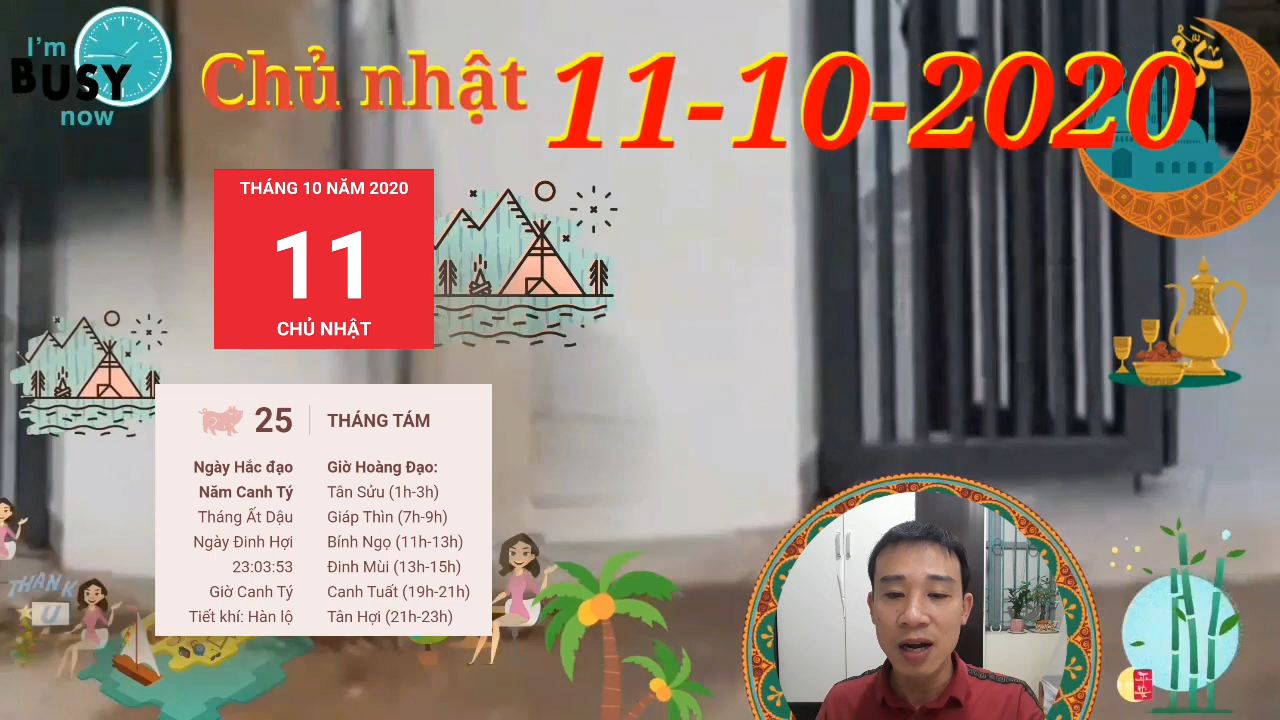 I'm
BUSY
now
Chủ nhật 11-10-2020
THÁNG 10 NĂM 2020
11
CHỦ NHẬT
25 THÁNG TÁM
Ngày Hắc đạo
Năm Canh Tý
Tháng Ất Dậu
Ngày Đinh Hợi
23:03:53
Giờ Canh Tý
Tiết khí: Hàn lộ
Giờ Hoàng Đạo:
Tân Sửu (1h-3h)
Giáp Thìn (7h-9h)
Bính Ngọ (11h-13h)
Đinh Mùi (13h-15h)
Canh Tuất (19h-21h)
Tân Hợi (21h-23h)
THANK
U